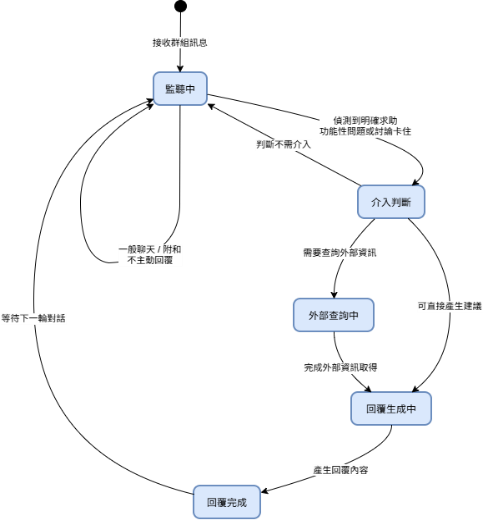 接收群組訊息
監聽中
偵測到明確求助
功能性問題或討論卡住
判斷不需介入
介入判斷
一般聊天 / 附和
不主動回覆
需要查詢外部資訊
可直接產生建議
等待下一輪對話
外部查詢中
完成外部資訊取得
回覆生成中
產生回覆內容
回覆完成